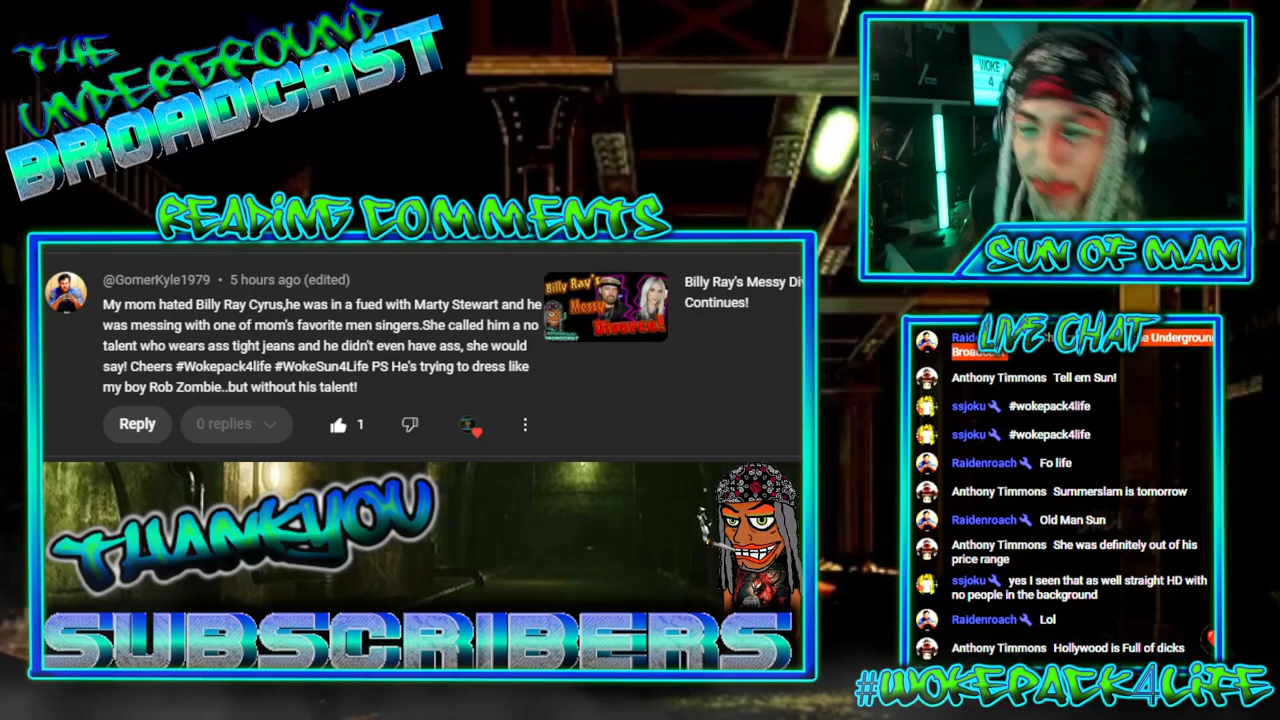 THE
UNDERGROUND
BROADCAST
READING COMMENTS
@GomerKyle1979 • 5 hours ago (edited)
My mom hated Billy Ray Cyrus,he was in a fued with Marty Stewart and he
was messing with one of mom's favorite men singers.She called him a no
talent who wears ass tight jeans and he didn't even have ass, she would
say! Cheers #Wokepack4life #WokeSun4Life PS He's trying to dress like
my boy Rob Zombie..but without his talent!
Reply
0 replies
1
Billy Ray's
Messy
Divorce!
BROADCAST
Billy Ray's Messy Di
Continues!
THANKYOU
SUBSCRIBERS
WOKE
4
SUN OF MAN
LIVE CHAT
Raid
e Underground
Anthony Timmons Tell em Sun!
ssjoku #wokepack4life
ssjoku #wokepack4life
Raidenroach Fo life
Anthony Timmons Summerslam is tomorrow
Raidenroach Old Man Sun
Anthony Timmons She was definitely out of his
price range
ssjoku yes I seen that as well straight HD with
no people in the background
Raidenroach Lol
Anthony Timmons Hollywood is Full of dicks
#WOKEPACK4LIFE